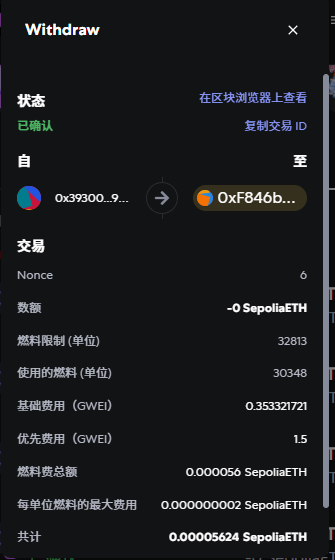 Withdraw
状态
在区块浏览器上查看
已确认
复制交易 ID
自
至
0x39300...9...
0xF846b...
交易
Nonce
6
数额
-0 SepoliaETH
燃料限制 (单位)
32813
使用的燃料 (单位)
30348
基础费用（GWEI）
0.353321721
优先费用（GWEI）
1.5
燃料费总额
0.000056 SepoliaETH
每单位燃料的最大费用
0.000000002 SepoliaETH
共计
0.00005624 SepoliaETH